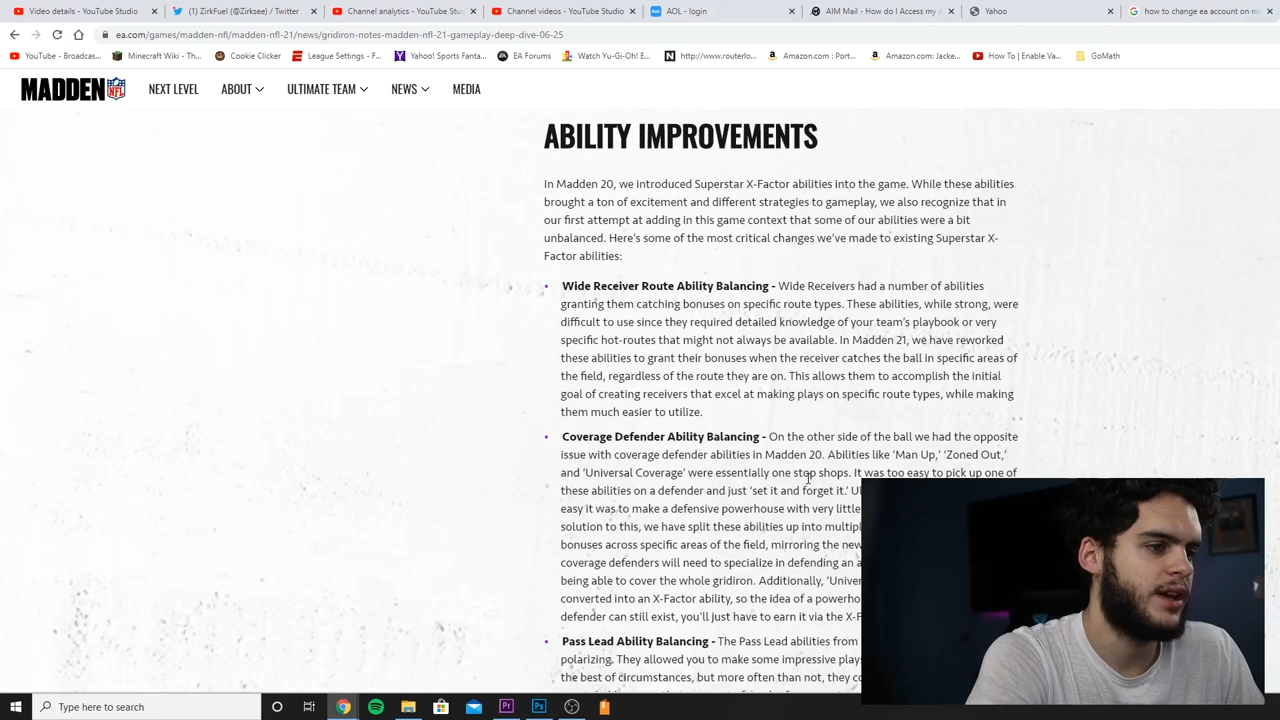 Video details - YouTube Studio
(1) ZirkFuel (@Zirksee) / Twitter
Channel analytics - YouTube Studio
Channel videos - YouTube Studio
AOL - login
AIM Mail - How do I Access my
Yahoo
how to change ea account on m
ea.com/games/madden-nfl/madden-nfl-21/news/gridiron-notes-madden-nfl-21-gameplay-deep-dive-06-25
YouTube - Broadcas...
Minecraft Wiki - Th...
Cookie Clicker
League Settings - F...
Yahoo! Sports Fanta...
EA Forums
Watch Yu-Gi-Oh! E...
http://www.routerlo...
Amazon.com : Port...
Amazon.com: Jacke...
How To | Enable Va...
GoMath
MADDEN NFL
NEXT LEVEL
ABOUT
ULTIMATE TEAM
NEWS
MEDIA
ABILITY IMPROVEMENTS
In Madden 20, we introduced Superstar X-Factor abilities into the game. While these abilities
brought a ton of excitement and different strategies to gameplay, we also recognize that in
our first attempt at adding in this game context that some of our abilities were a bit
unbalanced. Here's some of the most critical changes we've made to existing Superstar X-
Factor abilities:
• Wide Receiver Route Ability Balancing - Wide Receivers had a number of abilities
granting them catching bonuses on specific route types. These abilities, while strong, were
difficult to use since they required detailed knowledge of your team's playbook or very
specific hot-routes that might not always be available. In Madden 21, we have reworked
these abilities to grant their bonuses when the receiver catches the ball in specific areas of
the field, regardless of the route they are on. This allows them to accomplish the initial
goal of creating receivers that excel at making plays on specific route types, while making
them much easier to utilize.
• Coverage Defender Ability Balancing - On the other side of the ball we had the opposite
issue with coverage defender abilities in Madden 20. Abilities like 'Man Up,' 'Zoned Out,'
and 'Universal Coverage' were essentially one stop shops. It was too easy to pick up one of
these abilities on a defender and just 'set it and forget it.'
easy it was to make a defensive powerhouse with very little
solution to this, we have split these abilities up into
bonuses across specific areas of the field, mirroring the new
coverage defenders will need to specialize in defending an
being able to cover the whole gridiron. Additionally,
converted into an X-Factor ability, so the idea of a
defender can still exist, you'll just have to earn it via the
• Pass Lead Ability Balancing - The Pass Lead abilities from
polarizing. They allowed you to make some impressive
the best of circumstances, but more often than not, they
Type here to search